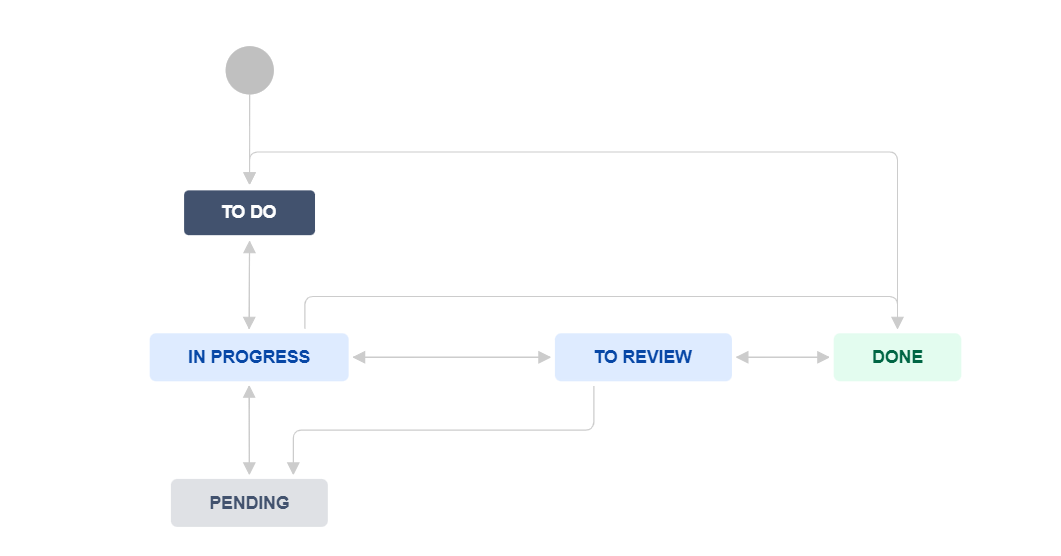 TO DO
IN PROGRESS
TO REVIEW
DONE
PENDING